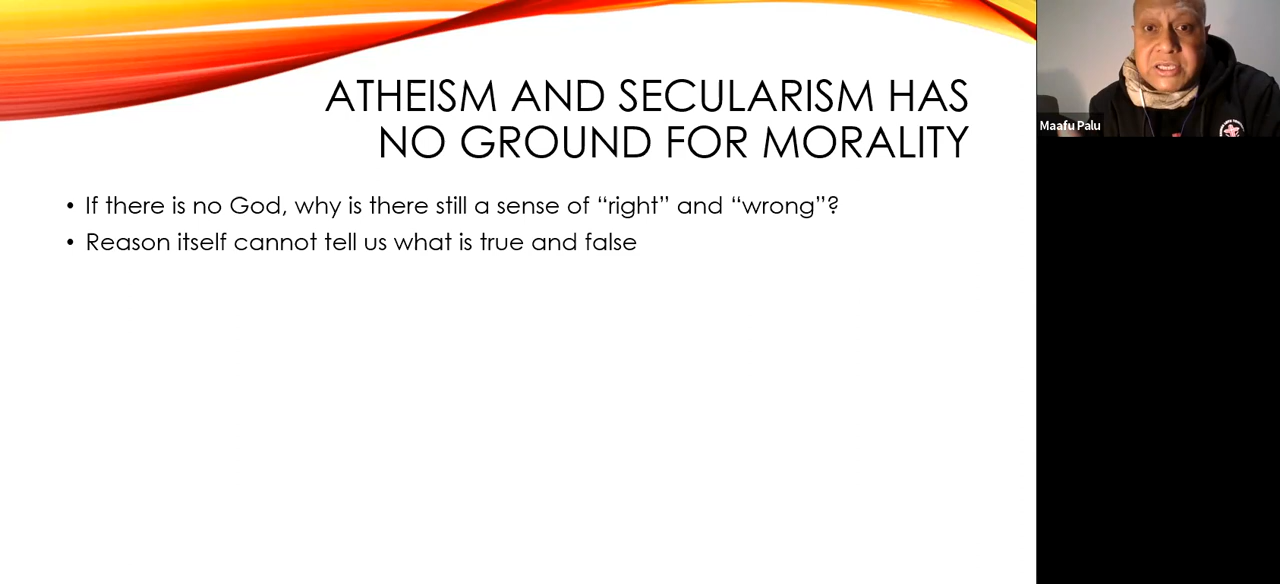 ATHEISM AND SECULARISM HAS
NO GROUND FOR MORALITY
• If there is no God, why is there still a sense of “right” and “wrong”?
• Reason itself cannot tell us what is true and false
Maafu Palu